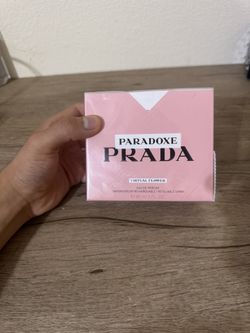 PARADOXE
PRADA
VIRTUAL FLOWER
EAU DE PARFUM